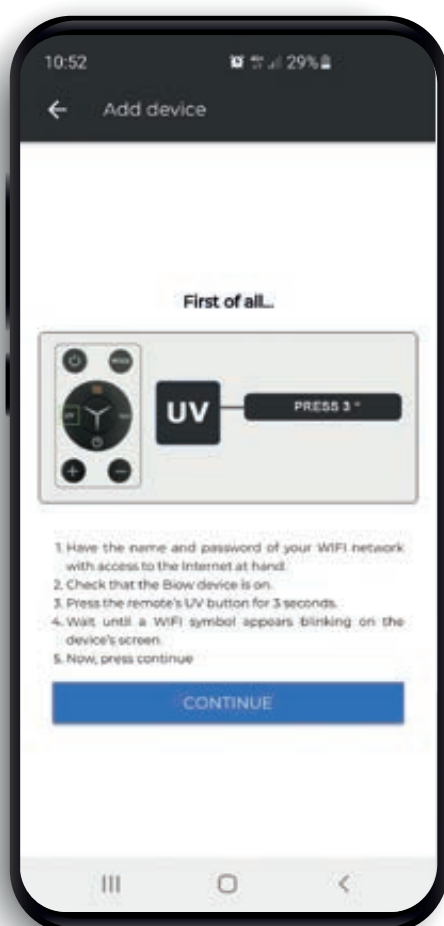 10:52
29%
Add device
First of all...
UV
UV
PRESS 3 "
1. Have the name and password of your WIFI network
with access to the Internet at hand.
2. Check that the Biow device is on.
3. Press the remote's UV button for 3 seconds.
4. Wait until a WIFI symbol appears blinking on the
device's screen.
5. Now, press continue
CONTINUE